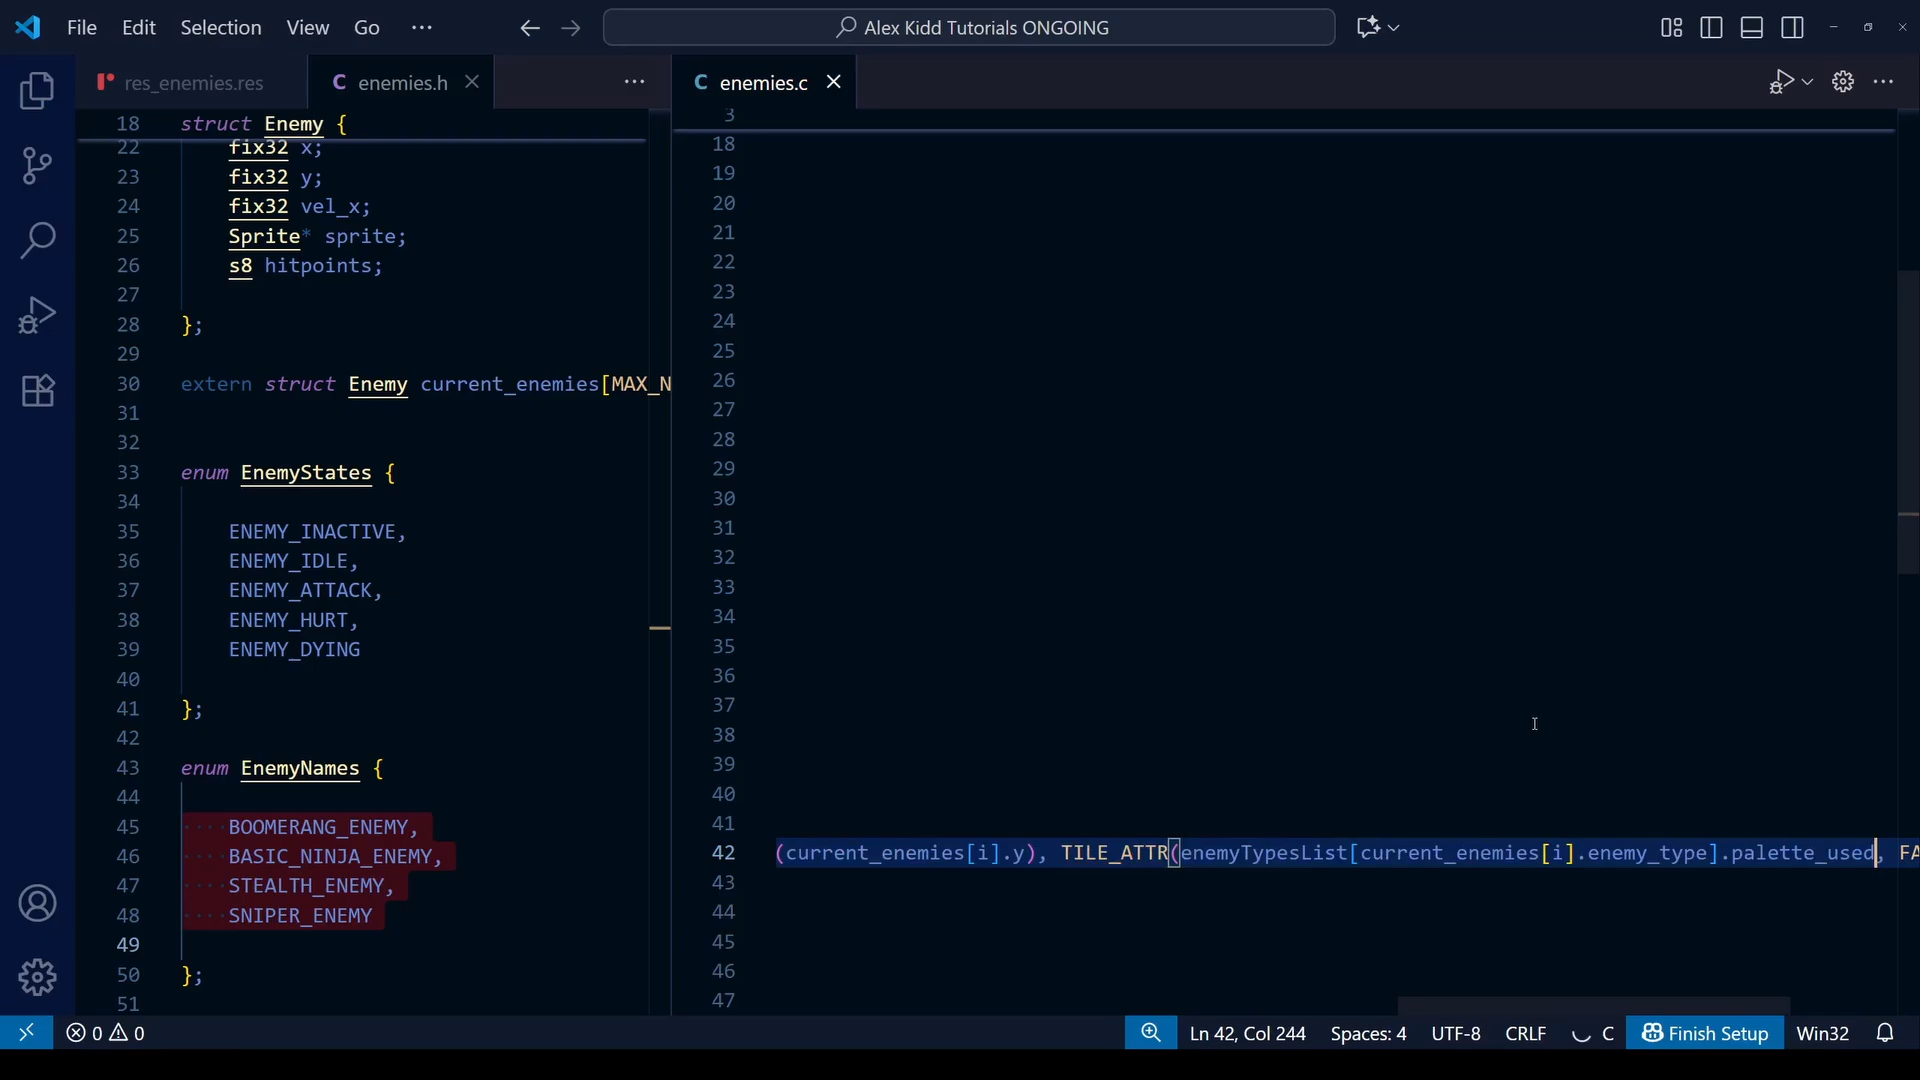 File Edit Selection View Go ··· Alex Kidd Tutorials ONGOING
res_enemies.res C enemies.h ··· C enemies.c ···
18 struct Enemy {
22 fix32 x;
23 fix32 y;
24 fix32 vel_x;
25 Sprite* sprite;
26 s8 hitpoints;
27
28 };
29
30 extern struct Enemy current_enemies[MAX_N
31
32
33 enum EnemyStates {
34
35 ENEMY_INACTIVE,
36 ENEMY_IDLE,
37 ENEMY_ATTACK,
38 ENEMY_HURT,
39 ENEMY_DYING
40
41 };
42
43 enum EnemyNames {
44
45 ····BOOMERANG_ENEMY,
46 ····BASIC_NINJA_ENEMY,
47 ····STEALTH_ENEMY,
48 ····SNIPER_ENEMY
49
50 };
51
3
18
19
20
21
22
23
24
25
26
27
28
29
30
31
32
33
34
35
36
37
38
39
40
41
42 (current_enemies[i].y), TILE_ATTR(enemyTypesList[current_enemies[i].enemy_type].palette_used, FA
43
44
45
46
47
0 0 Ln 42, Col 244 Spaces: 4 UTF-8 CRLF C Finish Setup Win32